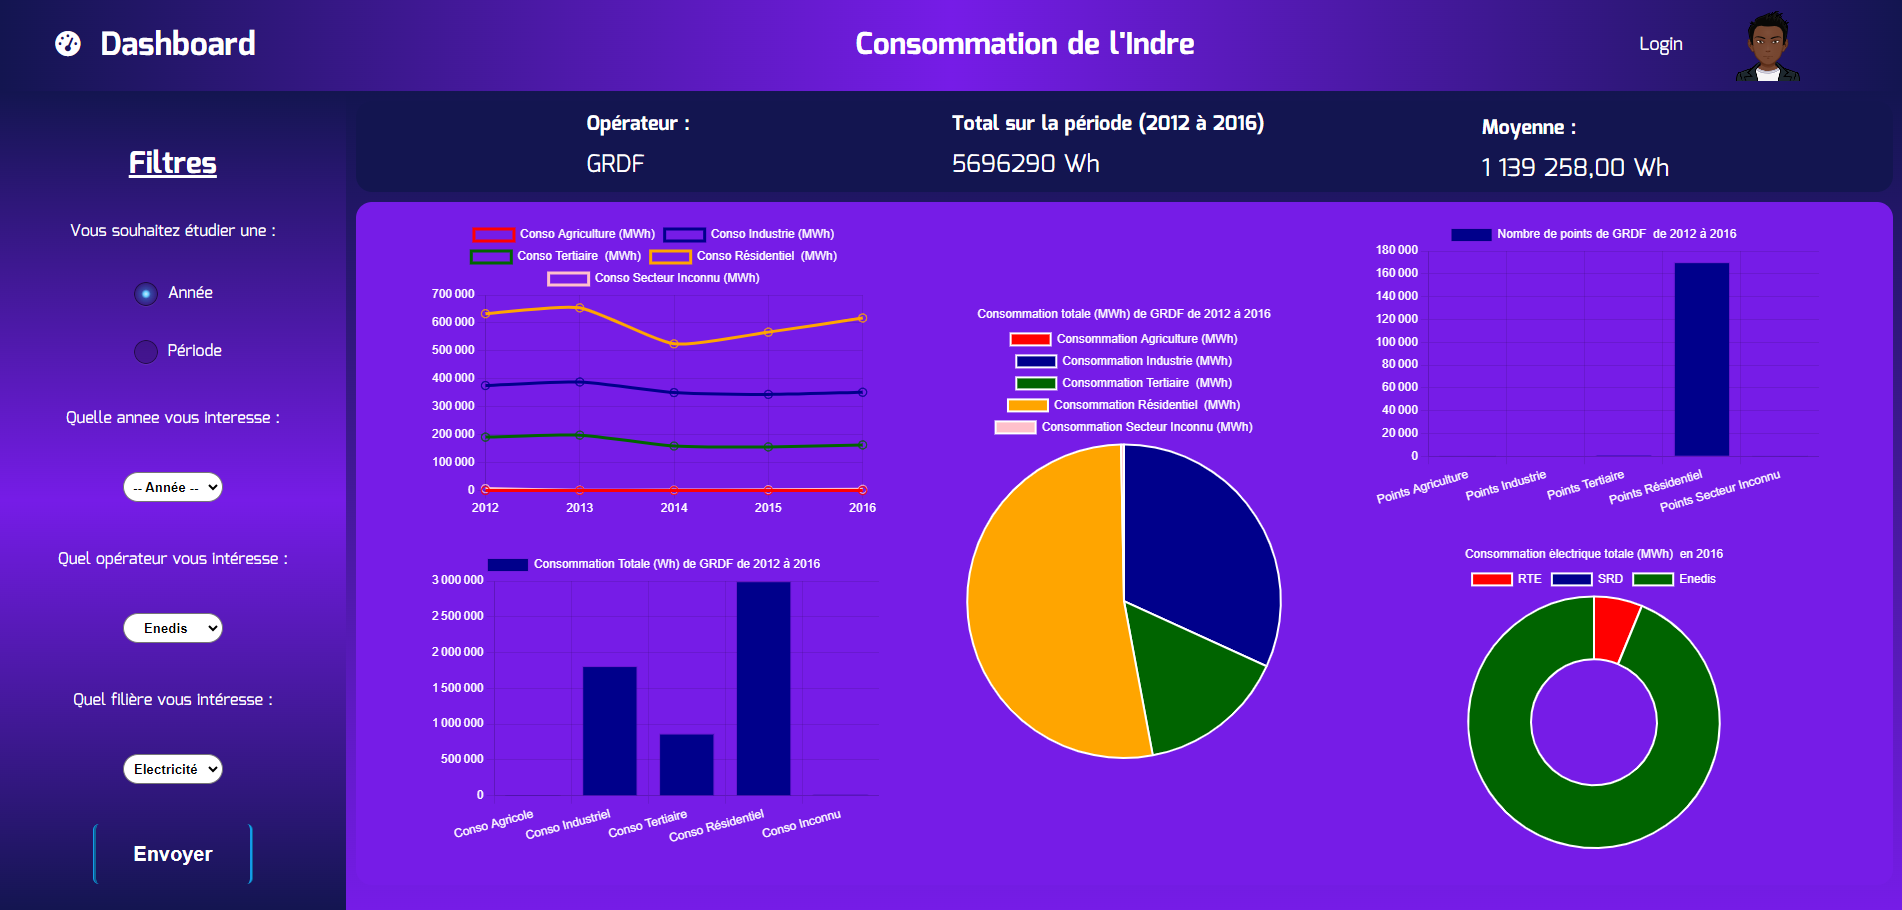 Dashboard
Consommation de l'Indre
Login
Opérateur :
GRDF
Total sur la période (2012 à 2016)
5696290 Wh
Moyenne :
1 139 258,00 Wh
Filtres
Vous souhaitez étudier une :
Année
Période
Quelle annee vous interesse :
-- Année --
Quel opérateur vous intéresse :
Enedis
Quel filière vous intéresse :
Electricité
Envoyer
Conso Agriculture (MWh)
Conso Industrie (MWh)
Conso Tertiaire (MWh)
Conso Résidentiel (MWh)
Conso Secteur Inconnu (MWh)
700 000
600 000
500 000
400 000
300 000
200 000
100 000
0
2012
2013
2014
2015
2016
Consommation Totale (Wh) de GRDF de 2012 à 2016
3 000 000
2 500 000
2 000 000
1 500 000
1 000 000
500 000
0
Conso Agricole
Conso Industriel
Conso Tertiaire
Conso Résidentiel
Conso Inconnu
Consommation totale (MWh) de GRDF de 2012 à 2016
Consommation Agriculture (MWh)
Consommation Industrie (MWh)
Consommation Tertiaire (MWh)
Consommation Résidentiel (MWh)
Consommation Secteur Inconnu (MWh)
Nombre de points de GRDF de 2012 à 2016
180 000
160 000
140 000
120 000
100 000
80 000
60 000
40 000
20 000
0
Points Agriculture
Points Industrie
Points Tertiaire
Points Résidentiel
Points Secteur Inconnu
Consommation électrique totale (MWh) en 2016
RTE
SRD
Enedis